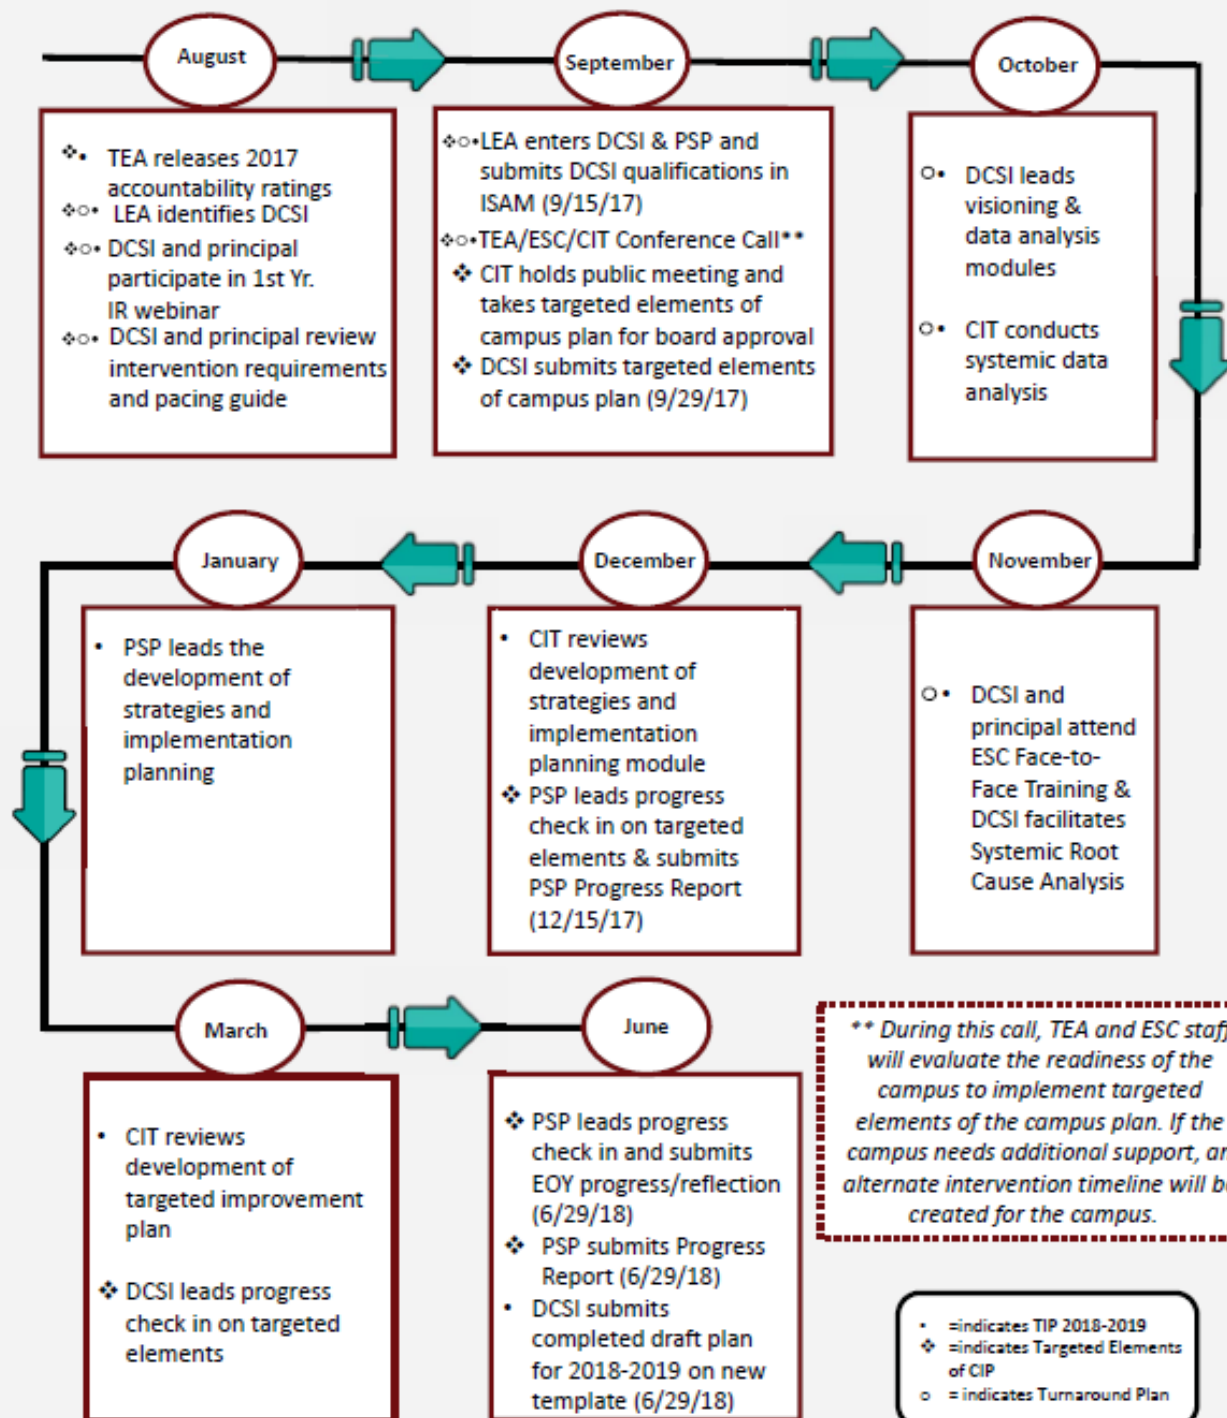 August
❖• TEA releases 2017
accountability ratings
❖○• LEA identifies DCSI
❖○• DCSI and principal
participate in 1st Yr.
IR webinar
❖○• DCSI and principal review
intervention requirements
and pacing guide
September
❖○•LEA enters DCSI & PSP and
submits DCSI qualifications in
ISAM (9/15/17)
❖○•TEA/ESC/CIT Conference Call**
❖ CIT holds public meeting and
takes targeted elements of
campus plan for board approval
❖ DCSI submits targeted elements
of campus plan (9/29/17)
October
○• DCSI leads
visioning &
data analysis
modules
○• CIT conducts
systemic data
analysis
November
○• DCSI and
principal attend
ESC Face-to-
Face Training &
DCSI facilitates
Systemic Root
Cause Analysis
December
• CIT reviews
development of
strategies and
implementation
planning module
❖ PSP leads progress
check in on targeted
elements & submits
PSP Progress Report
(12/15/17)
January
• PSP leads the
development of
strategies and
implementation
planning
March
• CIT reviews
development of
targeted improvement
plan
❖ DCSI leads progress
check in on targeted
elements
June
❖ PSP leads progress
check in and submits
EOY progress/reflection
(6/29/18)
❖ PSP submits Progress
Report (6/29/18)
• DCSI submits
completed draft plan
for 2018-2019 on new
template (6/29/18)
** During this call, TEA and ESC staff
will evaluate the readiness of the
campus to implement targeted
elements of the campus plan. If the
campus needs additional support, an
alternate intervention timeline will be
created for the campus.
• =indicates TIP 2018-2019
❖ =indicates Targeted Elements
of CIP
○ = indicates Turnaround Plan